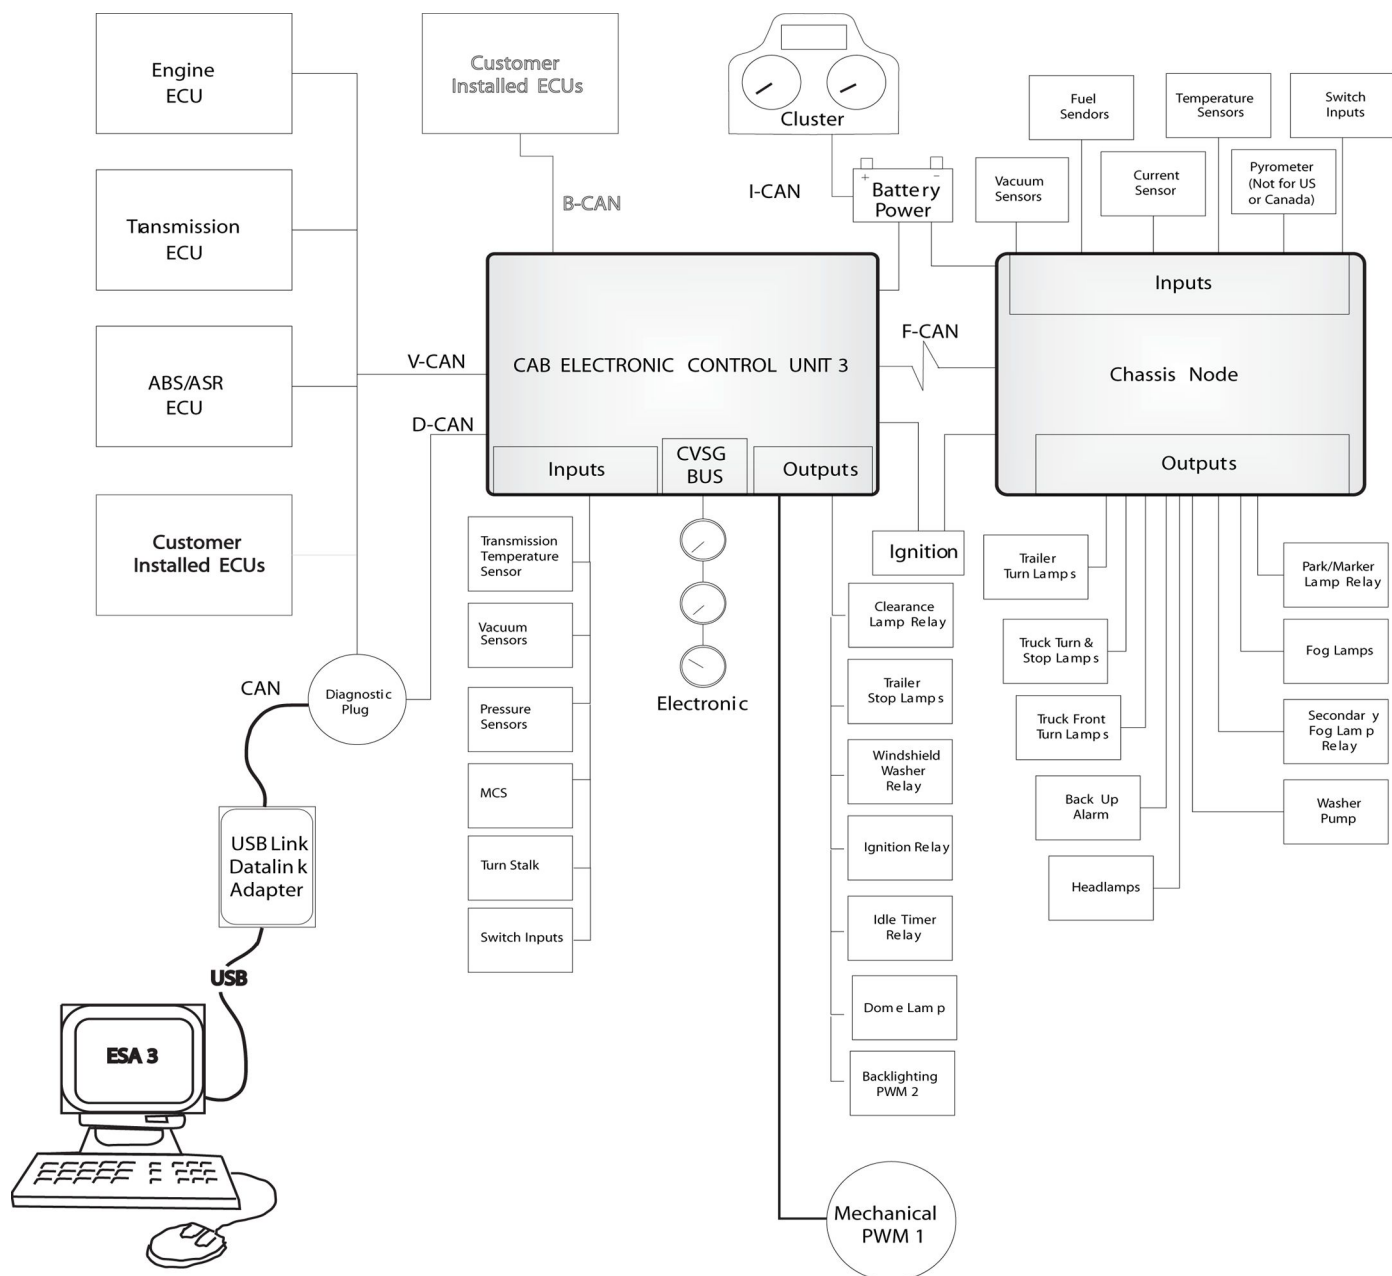 Engine
ECU
Customer
Installed ECUs
Cluster
Fuel
Sendors
Temperature
Sensors
Switch
Inputs
Transmission
ECU
B-CAN
I-CAN
+
−
Battery
Power
Vacuum
Sensors
Current
Sensor
Pyrometer
(Not for US
or Canada)
Inputs
ABS/ASR
ECU
V-CAN
CAB ELECTRONIC CONTROL UNIT 3
F-CAN
Chassis Node
D-CAN
Inputs
CVSG
BUS
Outputs
Outputs
Customer
Installed ECUs
Ignition
Transmission
Temperature
Sensor
Vacuum
Sensors
Pressure
Sensors
MCS
Turn Stalk
Switch Inputs
Electronic
Clearance
Lamp Relay
Trailer
Stop Lamps
Windshield
Washer
Relay
Ignition Relay
Idle Timer
Relay
Dome Lamp
Backlighting
PWM 2
Trailer
Turn Lamps
Truck Turn &
Stop Lamps
Truck Front
Turn Lamps
Back Up
Alarm
Headlamps
Park/Marker
Lamp Relay
Fog Lamps
Secondary
Fog Lamp
Relay
Washer
Pump
CAN
Diagnostic
Plug
USB Link
Datalink
Adapter
USB
ESA 3
Mechanical
PWM 1